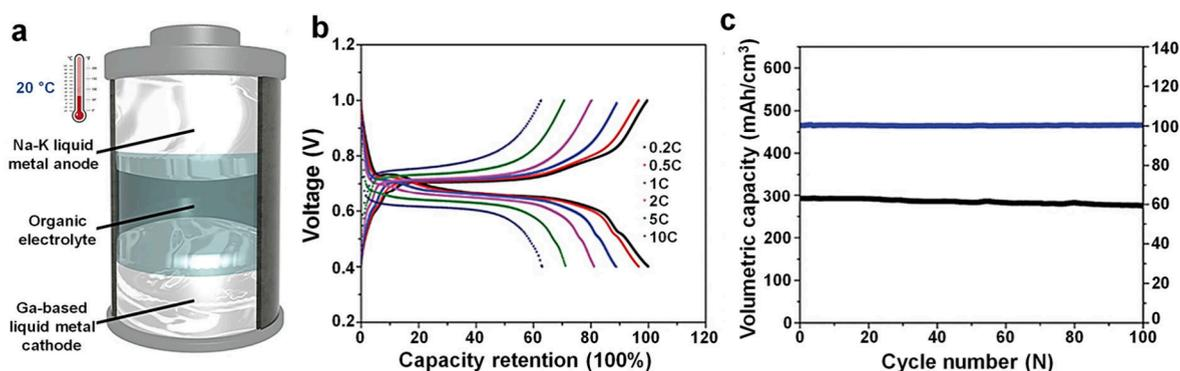 a
20 °C
Na-K liquid
metal anode
Organic
electrolyte
Ga-based
liquid metal
cathode
b
1.2
1.0
0.8
0.6
0.4
0.2
Voltage (V)
0 20 40 60 80 100 120
Capacity retention (100%)
0.2C
0.5C
1C
2C
5C
10C
c
600
500
400
300
200
100
0
Volumetric capacity (mAh/cm³)
140
120
100
80
60
40
20
0
0 20 40 60 80 100
Cycle number (N)